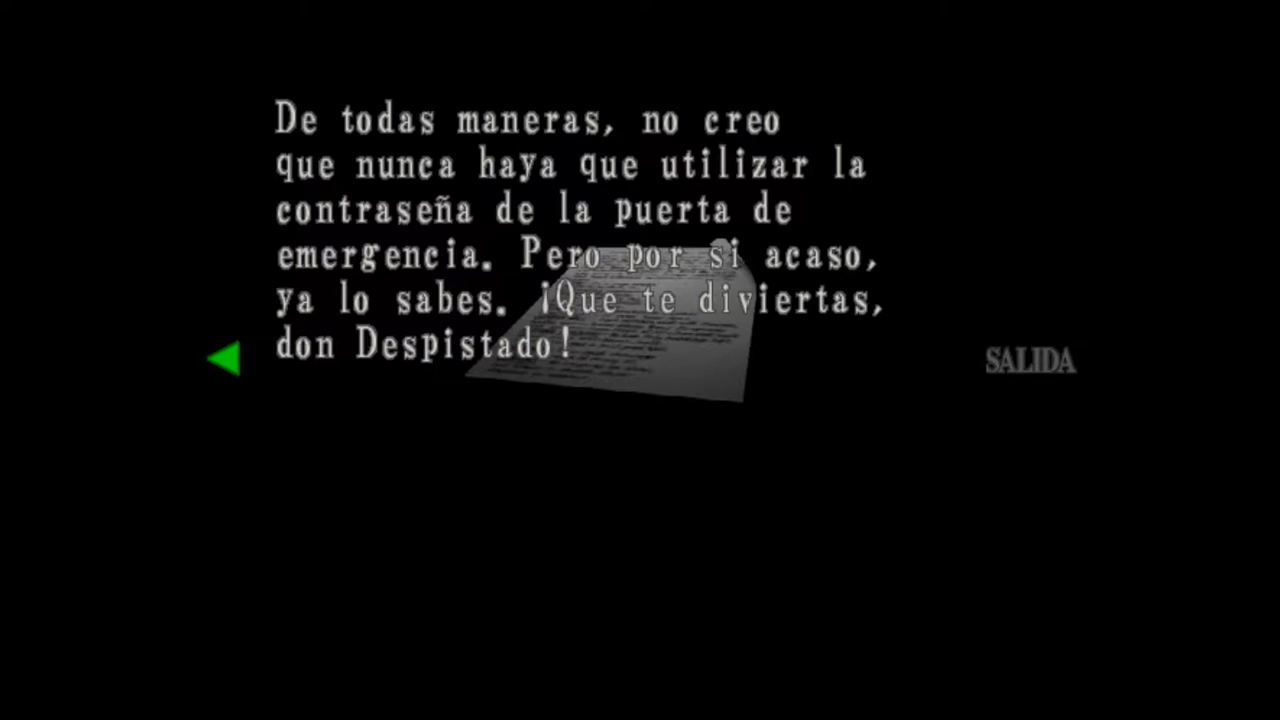 De todas maneras, no creo
que nunca haya que utilizar la
contraseña de la puerta de
emergencia. Pero por si acaso,
ya lo sabes. ¡Que te diviertas,
don Despistado!
SALIDA